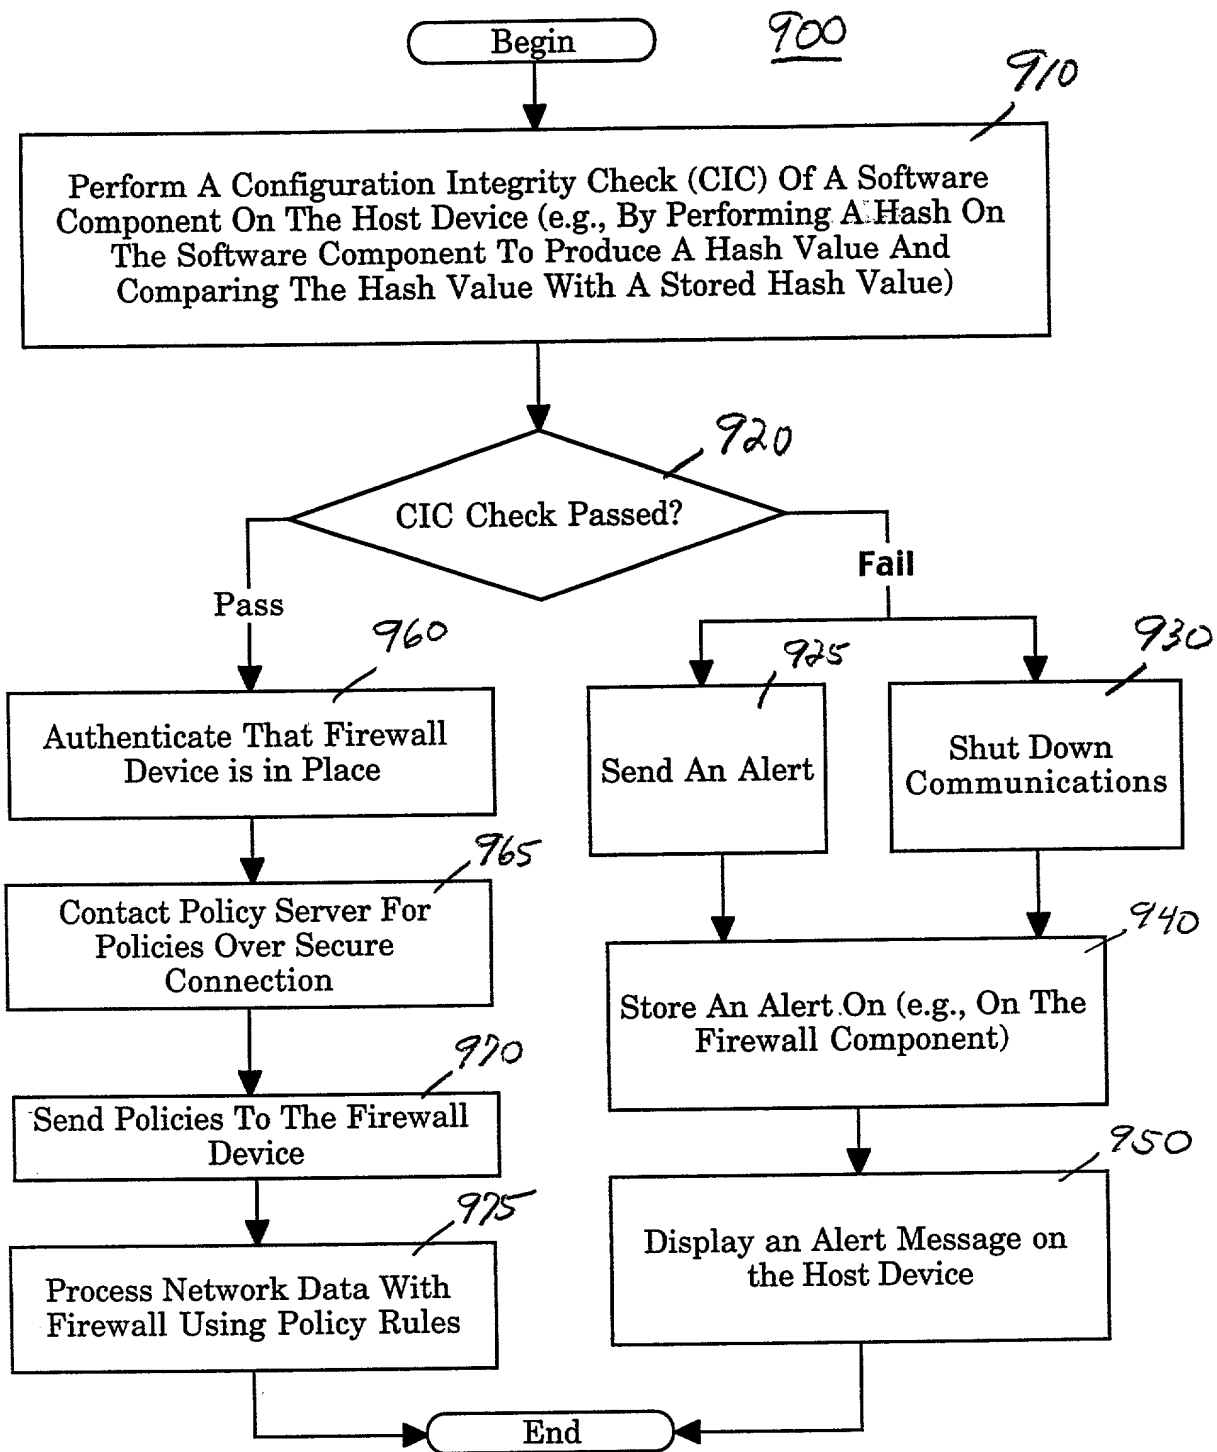 Begin
900
910
Perform A Configuration Integrity Check (CIC) Of A Software
Component On The Host Device (e.g., By Performing A Hash On
The Software Component To Produce A Hash Value And
Comparing The Hash Value With A Stored Hash Value)
920
CIC Check Passed?
Pass
Fail
960
Authenticate That Firewall
Device is in Place
925
Send An Alert
930
Shut Down
Communications
965
Contact Policy Server For
Policies Over Secure
Connection
940
Store An Alert On (e.g., On The
Firewall Component)
970
Send Policies To The Firewall
Device
950
Display an Alert Message on
the Host Device
975
Process Network Data With
Firewall Using Policy Rules
End